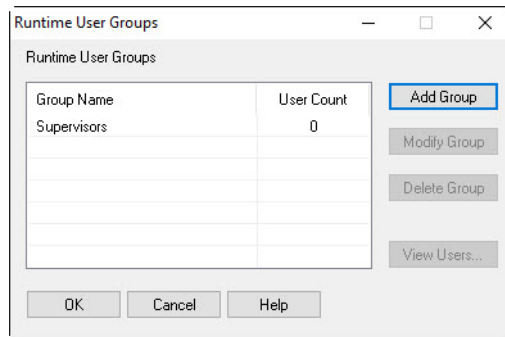 Runtime User Groups
Runtime User Groups
Group Name User Count
Supervisors 0
Add Group
Modify Group
Delete Group
View Users...
OK Cancel Help